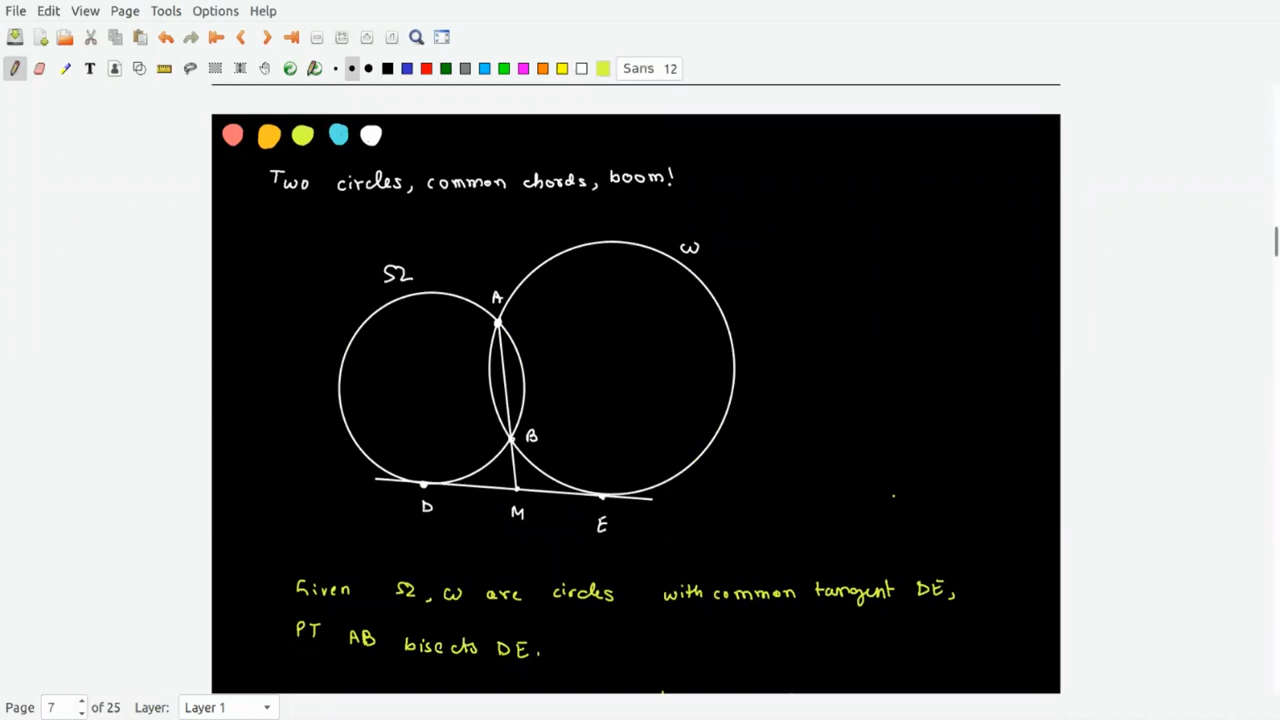 File Edit View Page Tools Options Help
T Sans 12
Two circles, common chords, boom!
ω
Ω
A
B
D M E
Given Ω, ω are circles with common tangent DE,
PT AB bisects DE.
Page 7 of 25 Layer: Layer 1